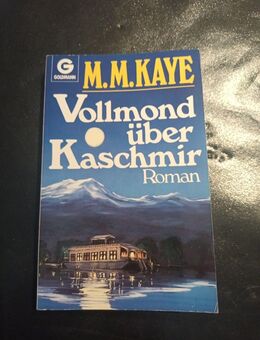 G
GOLDMANN
M.M.KAYE
Vollmond
über
Kaschmir
Roman